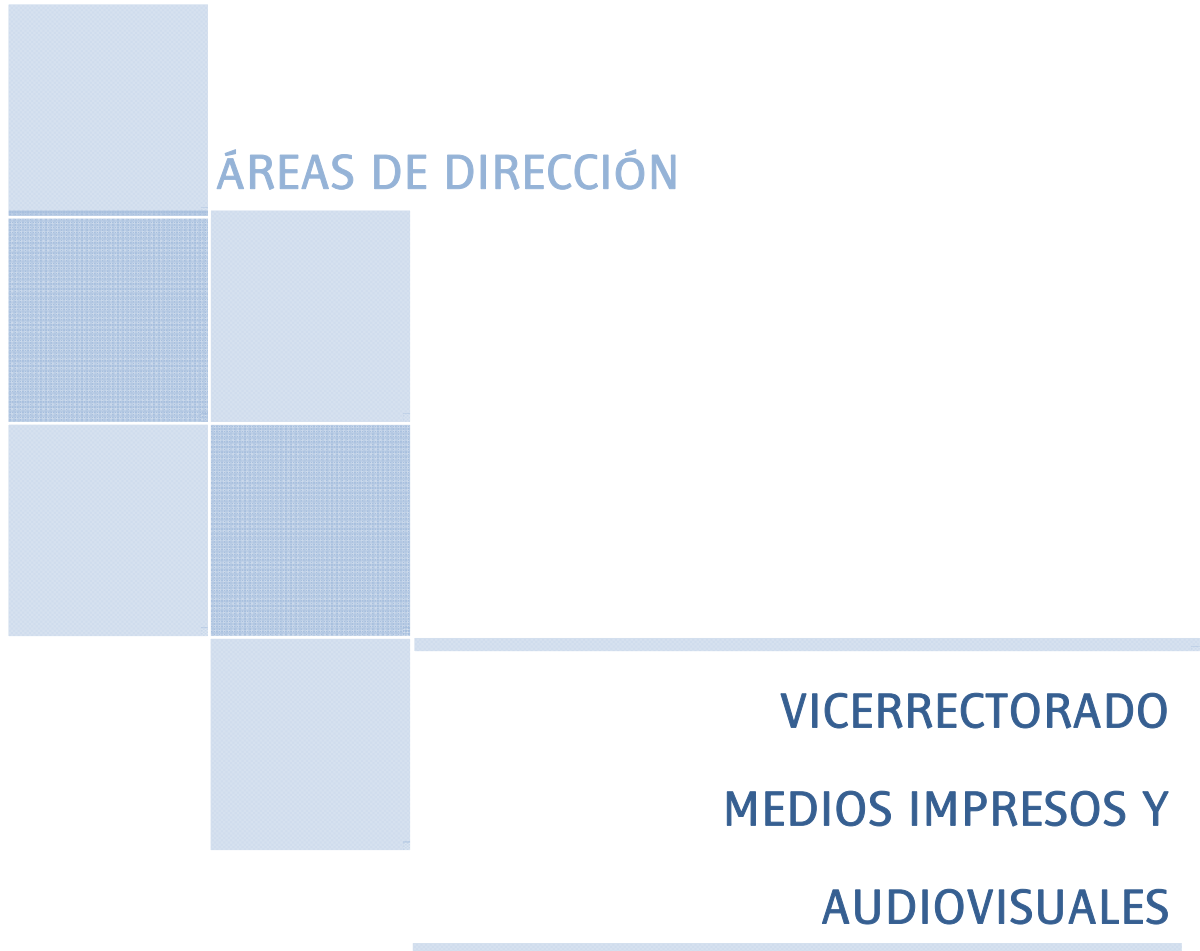 ÁREAS DE DIRECCIÓN
VICERRECTORADO
MEDIOS IMPRESOS Y
AUDIOVISUALES